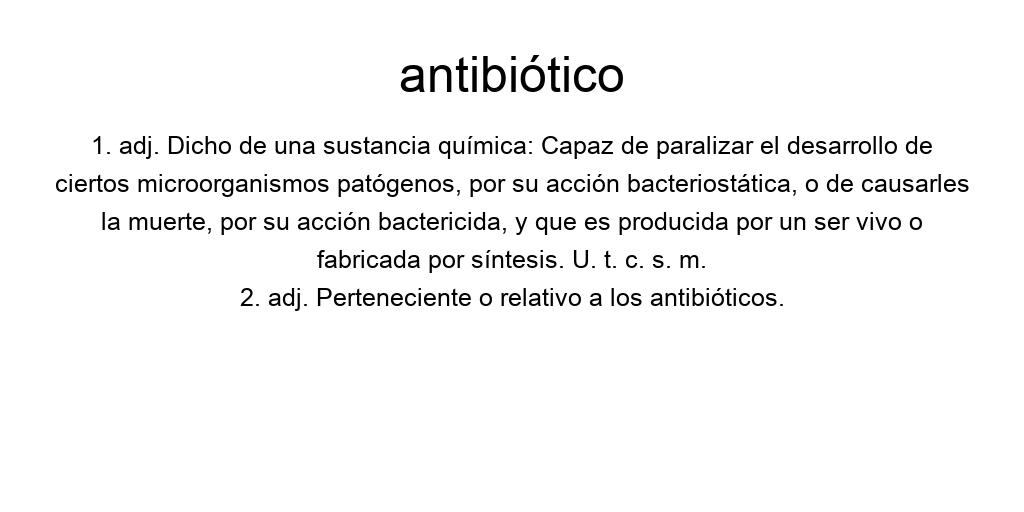 antibiótico
1. adj. Dicho de una sustancia química: Capaz de paralizar el desarrollo de
ciertos microorganismos patógenos, por su acción bacteriostática, o de causarles
la muerte, por su acción bactericida, y que es producida por un ser vivo o
fabricada por síntesis. U. t. c. s. m.
2. adj. Perteneciente o relativo a los antibióticos.